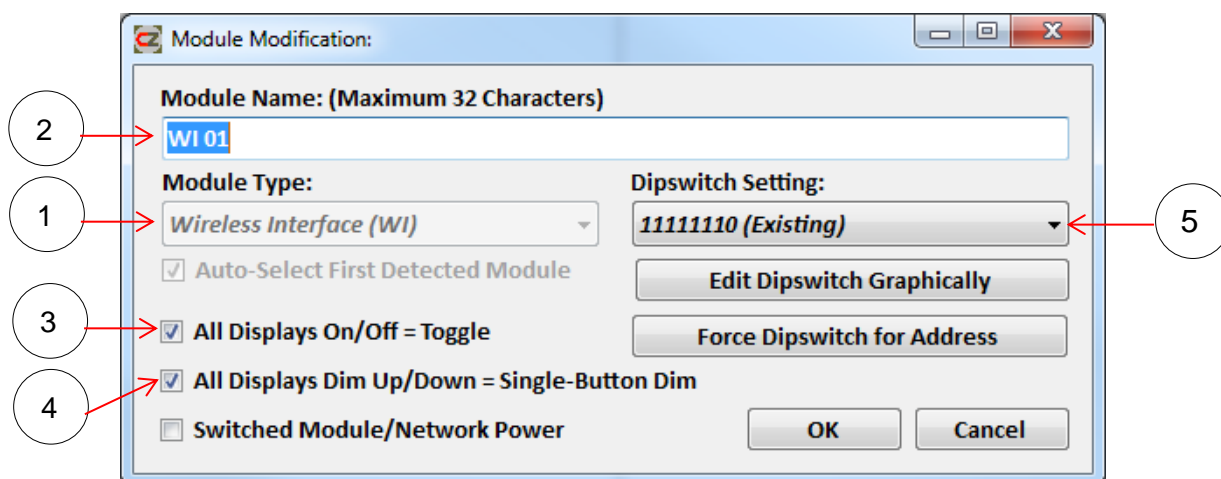 CZ Module Modification:
Module Name: (Maximum 32 Characters)
2
WI 01
Module Type:
Dipswitch Setting:
1
Wireless Interface (WI)
11111110 (Existing)
5
Auto-Select First Detected Module
Edit Dipswitch Graphically
3
All Displays On/Off = Toggle
Force Dipswitch for Address
4
All Displays Dim Up/Down = Single-Button Dim
Switched Module/Network Power
OK
Cancel